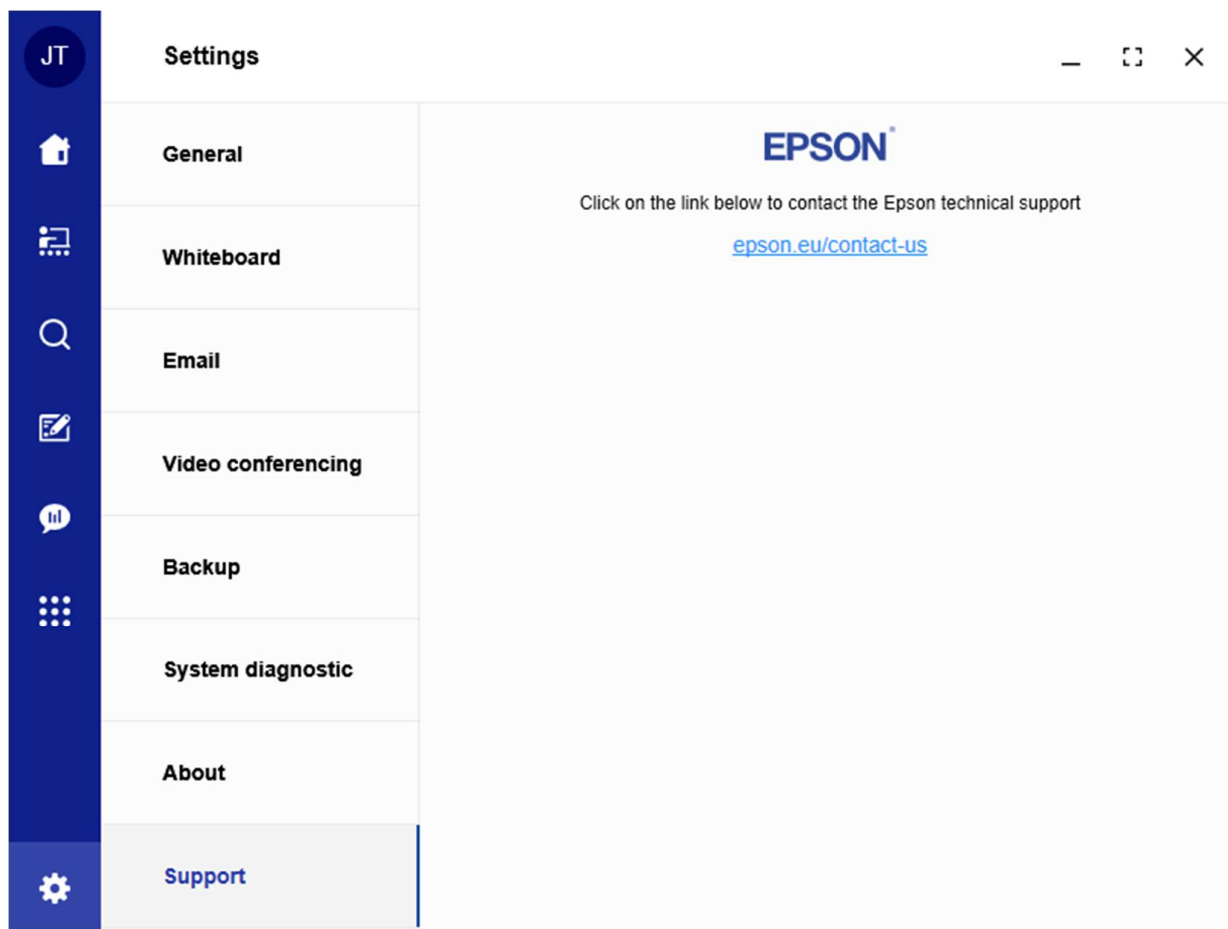 JT
Settings
General
Whiteboard
Email
Video conferencing
Backup
System diagnostic
About
Support
EPSON
Click on the link below to contact the Epson technical support
epson.eu/contact-us